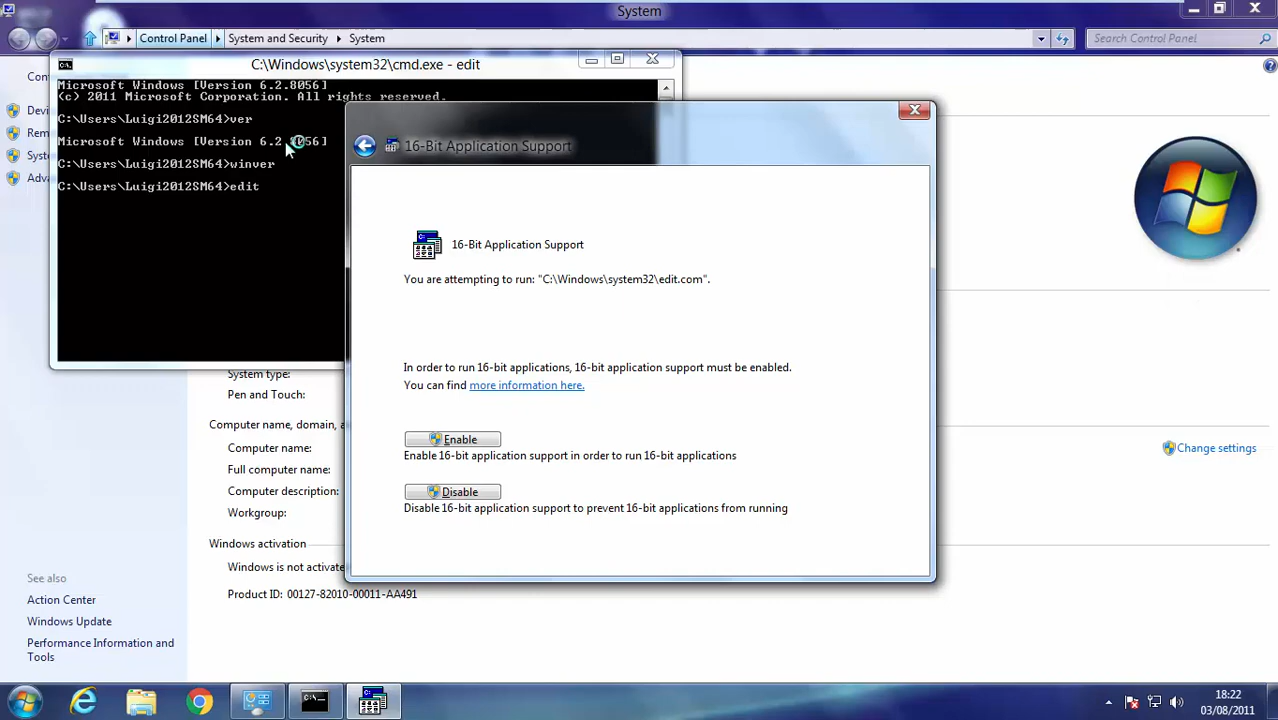 System
Control Panel
System and Security
System
Search Control Panel
C:\Windows\system32\cmd.exe - edit
Microsoft Windows [Version 6.2.8056]
(c) 2011 Microsoft Corporation. All rights reserved.
C:\Users\Luigi2012SM64>ver
Microsoft Windows [Version 6.2.8056]
C:\Users\Luigi2012SM64>winver
C:\Users\Luigi2012SM64>edit
Con
Dev
Rem
Sys
Adva
16-Bit Application Support
16-Bit Application Support
You are attempting to run: "C:\Windows\system32\edit.com".
In order to run 16-bit applications, 16-bit application support must be enabled.
You can find more information here.
Enable
Enable 16-bit application support in order to run 16-bit applications
Disable
Disable 16-bit application support to prevent 16-bit applications from running
System type:
Pen and Touch:
Computer name, domain, a
Computer name:
Full computer name:
Computer description:
Workgroup:
Change settings
Windows activation
Windows is not activate
Product ID: 00127-82010-00011-AA491
See also
Action Center
Windows Update
Performance Information and
Tools
18:22
03/08/2011